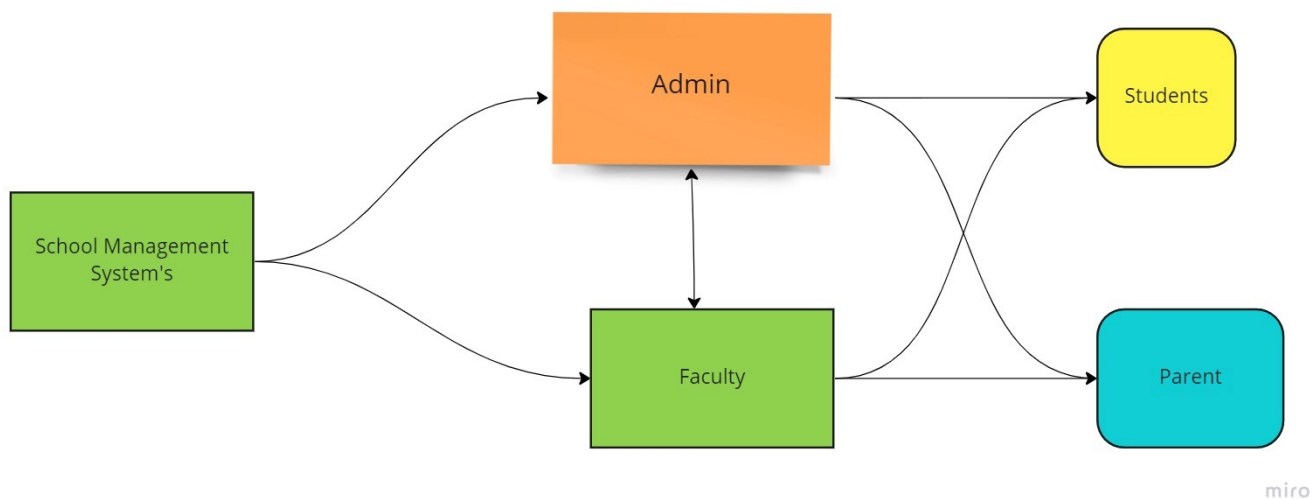 Admin
Students
School Management
System's
Faculty
Parent
miro